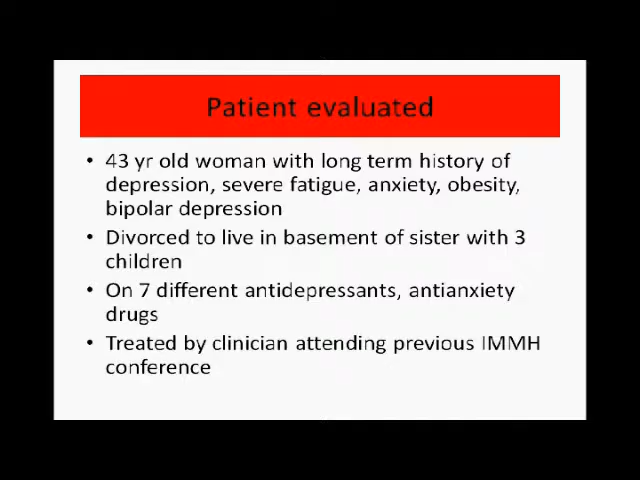 Patient evaluated
• 43 yr old woman with long term history of
depression, severe fatigue, anxiety, obesity,
bipolar depression
• Divorced to live in basement of sister with 3
children
• On 7 different antidepressants, antianxiety
drugs
• Treated by clinician attending previous IMMH
conference